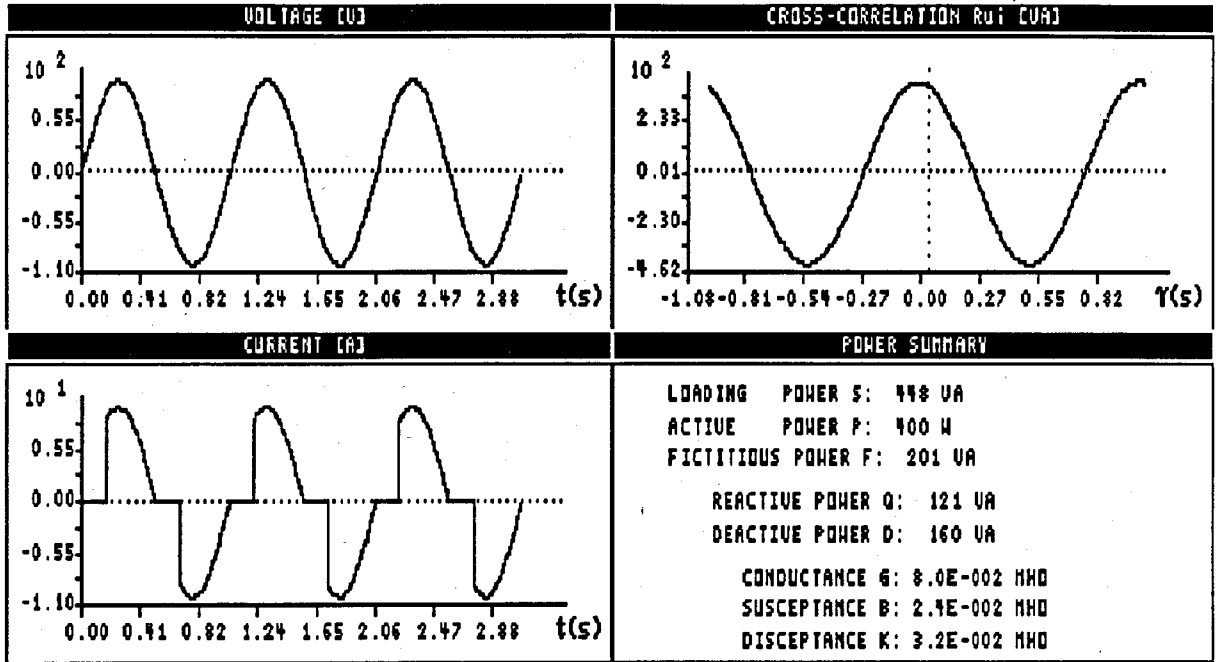 VOLTAGE [V]
10 2
0.55
0.00
-0.55
-1.10
0.00 0.41 0.82 1.24 1.65 2.06 2.47 2.88 t(s)
CROSS-CORRELATION Rui [VA]
10 2
2.33
0.01
-2.30
-4.62
-1.08 -0.81 -0.54 -0.27 0.00 0.27 0.55 0.82 Υ(s)
CURRENT [A]
10 1
0.55
0.00
-0.55
-1.10
0.00 0.41 0.82 1.24 1.65 2.06 2.47 2.88 t(s)
POWER SUMMARY
LOADING POWER S: 448 VA
ACTIVE POWER P: 400 W
FICTITIOUS POWER F: 201 VA
REACTIVE POWER Q: 121 VA
DEACTIVE POWER D: 160 VA
CONDUCTANCE G: 8.0E-002 MHO
SUSCEPTANCE B: 2.4E-002 MHO
DISCEPTANCE K: 3.2E-002 MHO